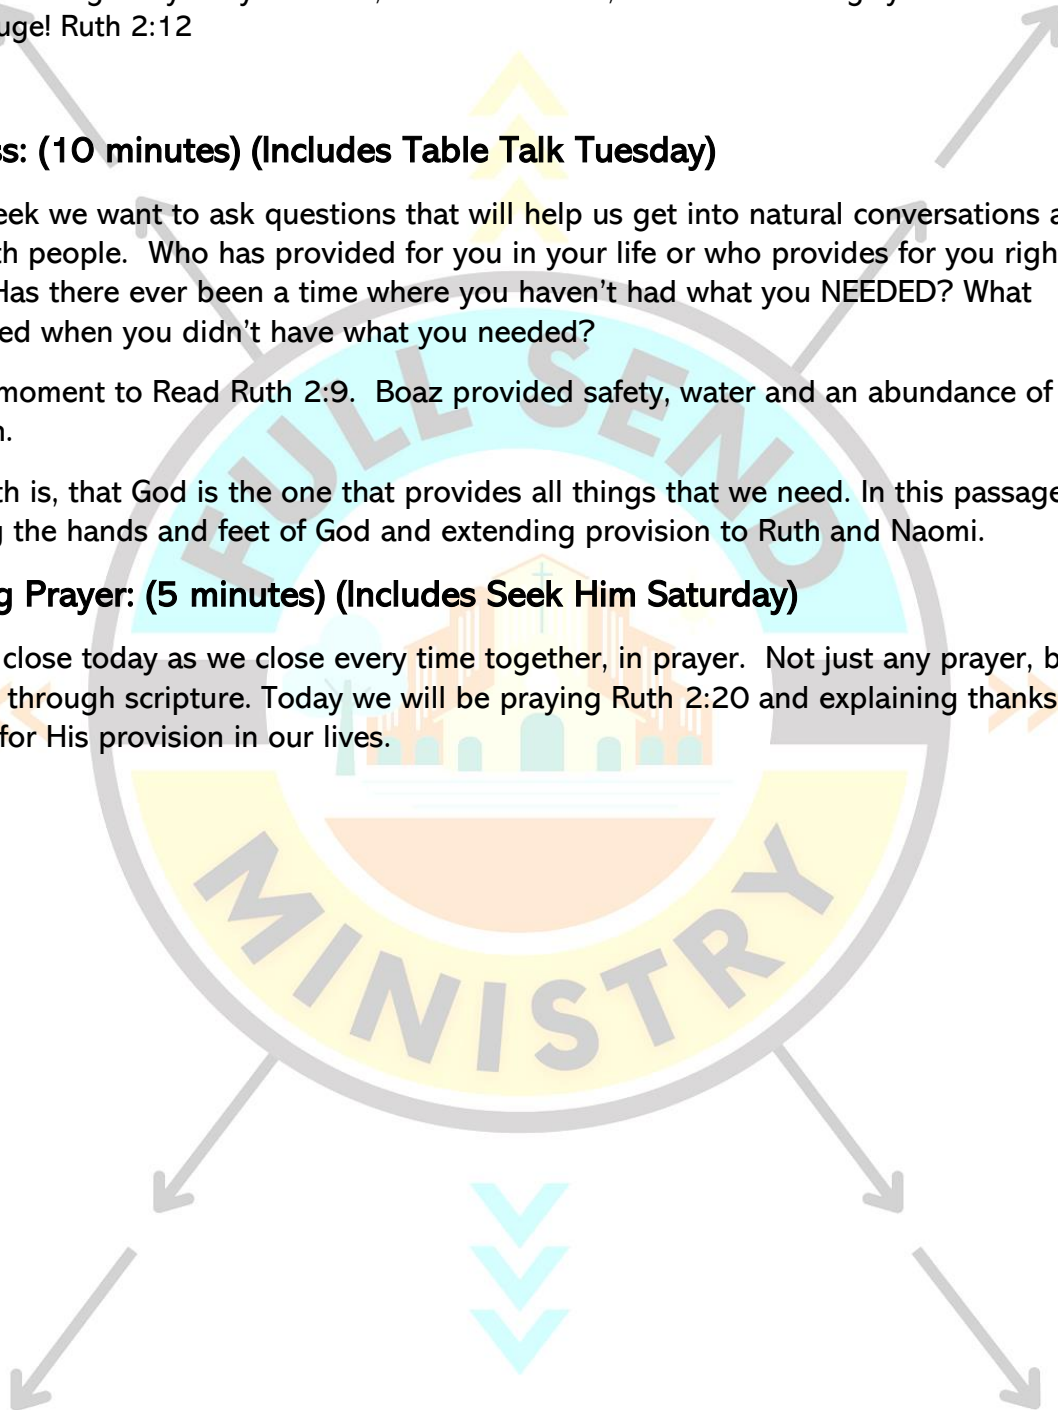 uge! Ruth 2:12
ss: (10 minutes) (Includes Table Talk Tuesday)
eek we want to ask questions that will help us get into natural conversations a
th people.  Who has provided for you in your life or who provides for you righ
Has there ever been a time where you haven't had what you NEEDED? What
ed when you didn't have what you needed?
moment to Read Ruth 2:9.  Boaz provided safety, water and an abundance of
n.
th is, that God is the one that provides all things that we need. In this passage
g the hands and feet of God and extending provision to Ruth and Naomi.
g Prayer: (5 minutes) (Includes Seek Him Saturday)
close today as we close every time together, in prayer.  Not just any prayer, b
through scripture. Today we will be praying Ruth 2:20 and explaining thanks
for His provision in our lives.
FULL SEND
MINISTRY